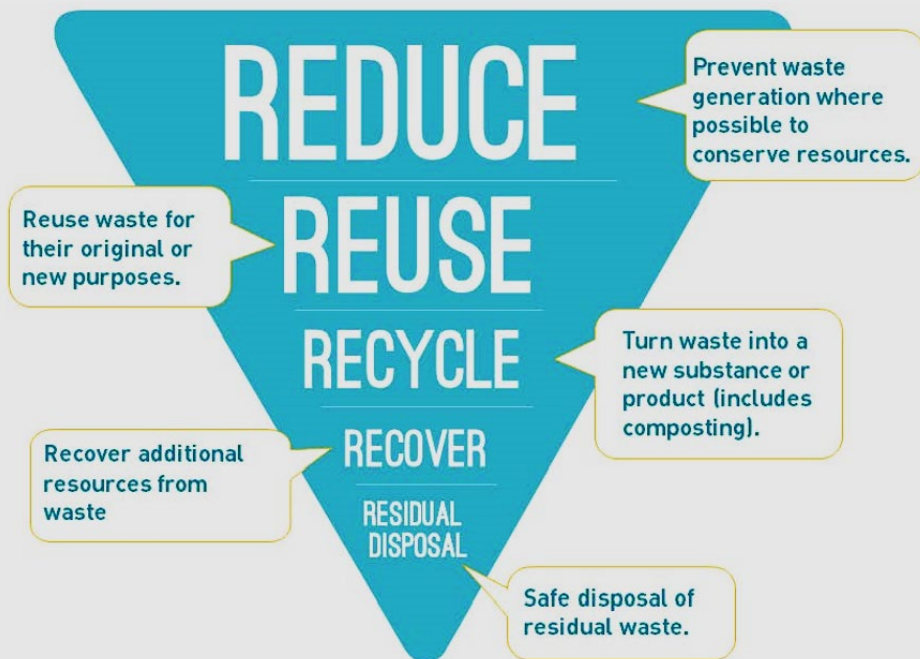 REDUCE
Prevent waste
generation where
possible to
conserve resources.
REUSE
Reuse waste for
their original or
new purposes.
RECYCLE
Turn waste into a
new substance or
product (includes
composting).
RECOVER
Recover additional
resources from
waste
RESIDUAL
DISPOSAL
Safe disposal of
residual waste.